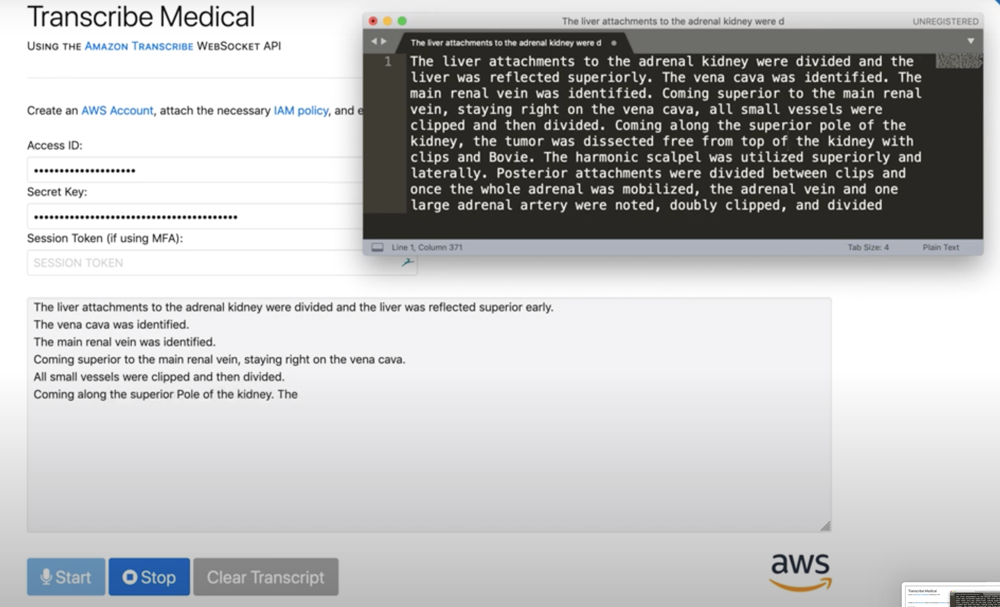 Transcribe Medical
USING THE AMAZON TRANSCRIBE WEBSOCKET API
Create an AWS Account, attach the necessary IAM policy, and e
Access ID:
••••••••••••••••••••
Secret Key:
••••••••••••••••••••••••••••••••••••••••
Session Token (if using MFA):
SESSION TOKEN
The liver attachments to the adrenal kidney were d
UNREGISTERED
The liver attachments to the adrenal kidney were d
1
The liver attachments to the adrenal kidney were divided and the
liver was reflected superiorly. The vena cava was identified. The
main renal vein was identified. Coming superior to the main renal
vein, staying right on the vena cava, all small vessels were
clipped and then divided. Coming along the superior pole of the
kidney, the tumor was dissected free from top of the kidney with
clips and Bovie. The harmonic scalpel was utilized superiorly and
laterally. Posterior attachments were divided between clips and
once the whole adrenal was mobilized, the adrenal vein and one
large adrenal artery were noted, doubly clipped, and divided
Line 1, Column 371
Tab Size: 4
Plain Text
The liver attachments to the adrenal kidney were divided and the liver was reflected superior early.
The vena cava was identified.
The main renal vein was identified.
Coming superior to the main renal vein, staying right on the vena cava.
All small vessels were clipped and then divided.
Coming along the superior Pole of the kidney. The
Start
Stop
Clear Transcript
aws
Transcribe Medical